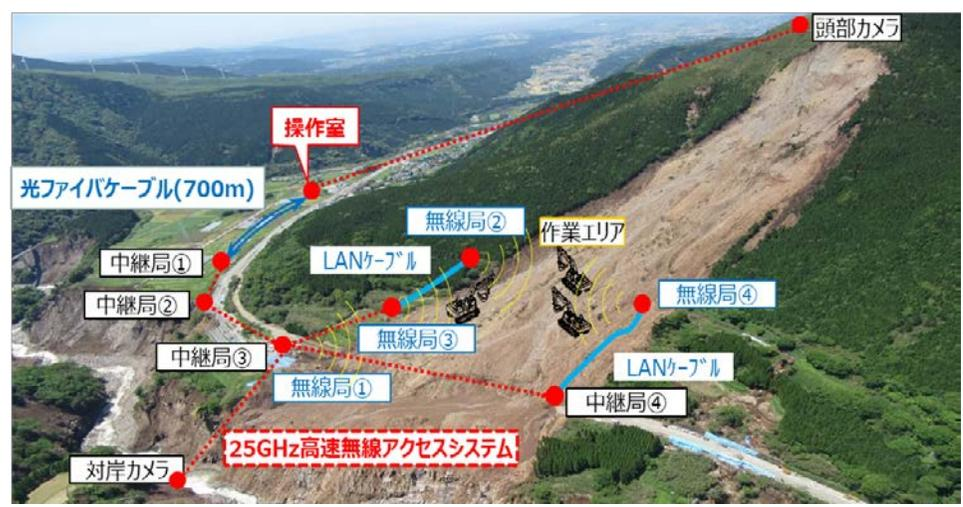 頭部カメラ
操作室
光ファイバケーブル(700m)
無線局②
作業エリア
中継局①
LANｹｰﾌﾞﾙ
中継局②
無線局④
無線局③
中継局③
LANｹｰﾌﾞﾙ
無線局①
中継局④
25GHz高速無線アクセスシステム
対岸カメラ